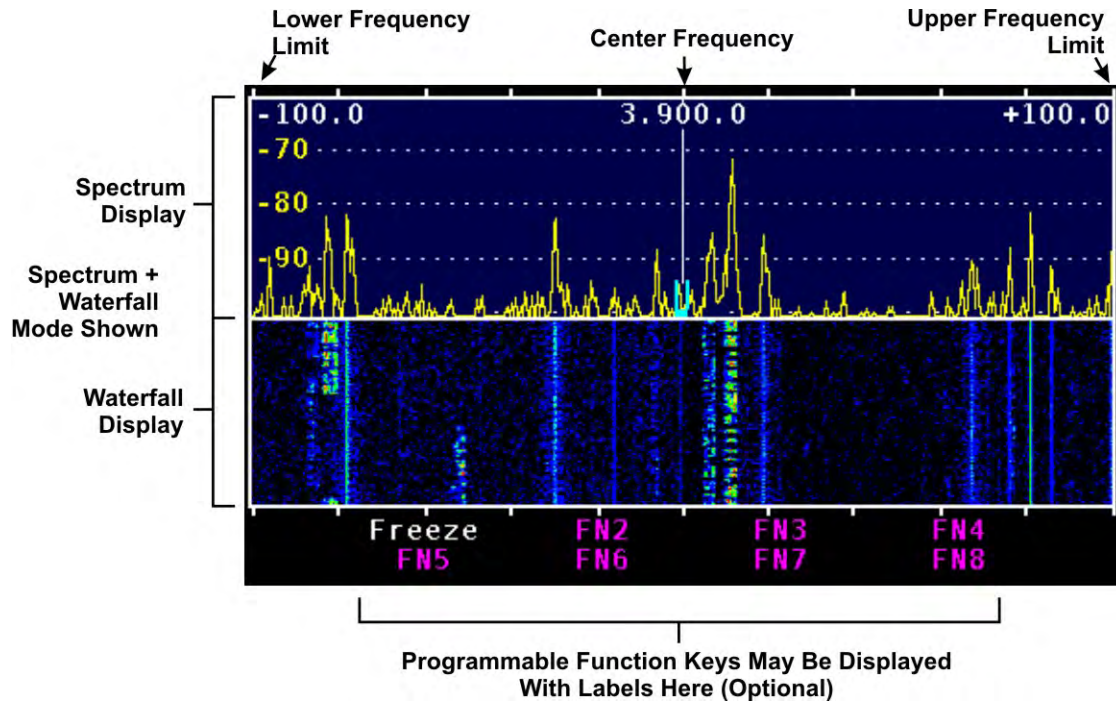 Lower Frequency
Limit
Center Frequency
Upper Frequency
Limit
-100.0
3.900.0
+100.0
-70
-80
-90
Spectrum
Display
Spectrum +
Waterfall
Mode Shown
Waterfall
Display
Freeze
FN2
FN3
FN4
FN5
FN6
FN7
FN8
Programmable Function Keys May Be Displayed
With Labels Here (Optional)